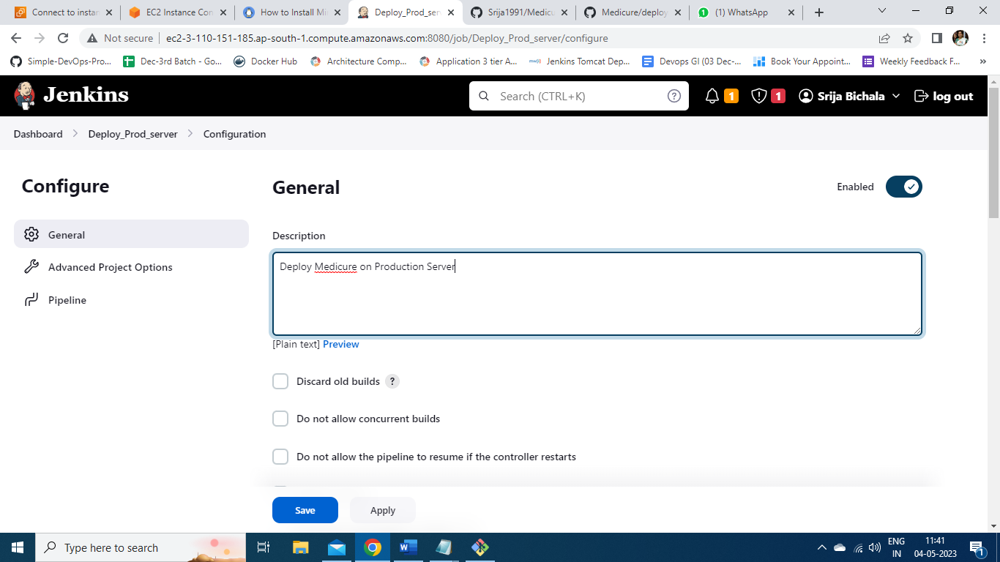 Connect to instan
EC2 Instance Con
How to Install Mi
Deploy_Prod_serv
Srija1991/Medicu
Medicure/deploy
(1) WhatsApp
Not secure
ec2-3-110-151-185.ap-south-1.compute.amazonaws.com:8080/job/Deploy_Prod_server/configure
Simple-DevOps-Pro...
Dec-3rd Batch - Go...
Docker Hub
Architecture Comp...
Application 3 tier A...
Jenkins Tomcat Dep...
Devops GI (03 Dec-...
Book Your Appoint...
Weekly Feedback F...
»
Jenkins
Search (CTRL+K)
?
1
1
Srija Bichala
log out
Dashboard
Deploy_Prod_server
Configuration
Configure
General
Advanced Project Options
Pipeline
General
Enabled
Description
Deploy Medicure on Production Server
[Plain text] Preview
Discard old builds ?
Do not allow concurrent builds
Do not allow the pipeline to resume if the controller restarts
Save
Apply
Type here to search
ENG
IN
11:41
04-05-2023
1